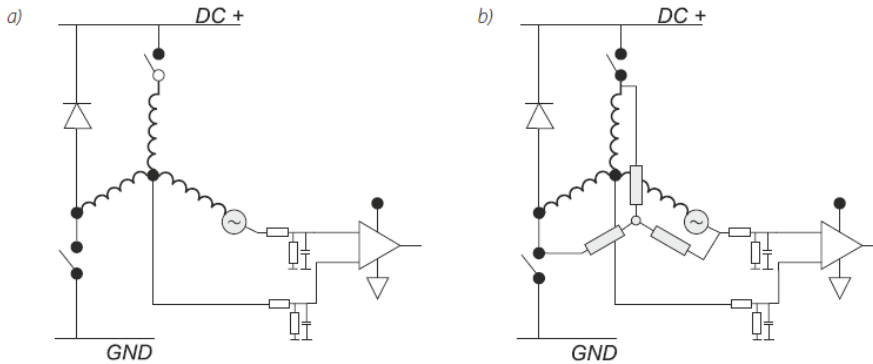 a)
DC +
GND
b)
DC +
GND